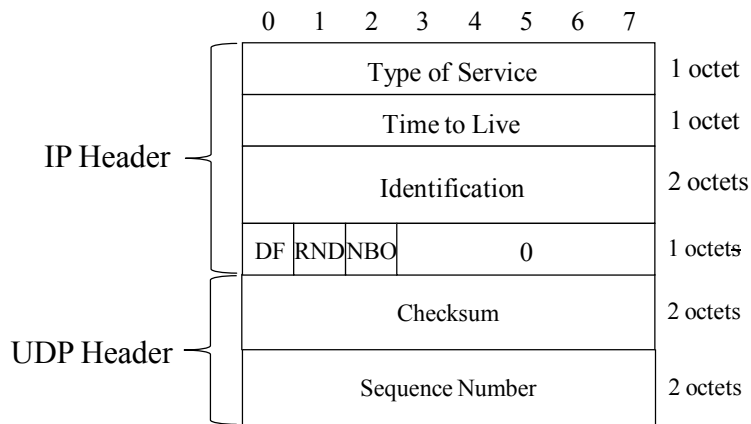 0 1 2 3 4 5 6 7
Type of Service 1 octet
Time to Live 1 octet
IP Header
Identification 2 octets
DF RND NBO 0 1 octets
Checksum 2 octets
UDP Header
Sequence Number 2 octets